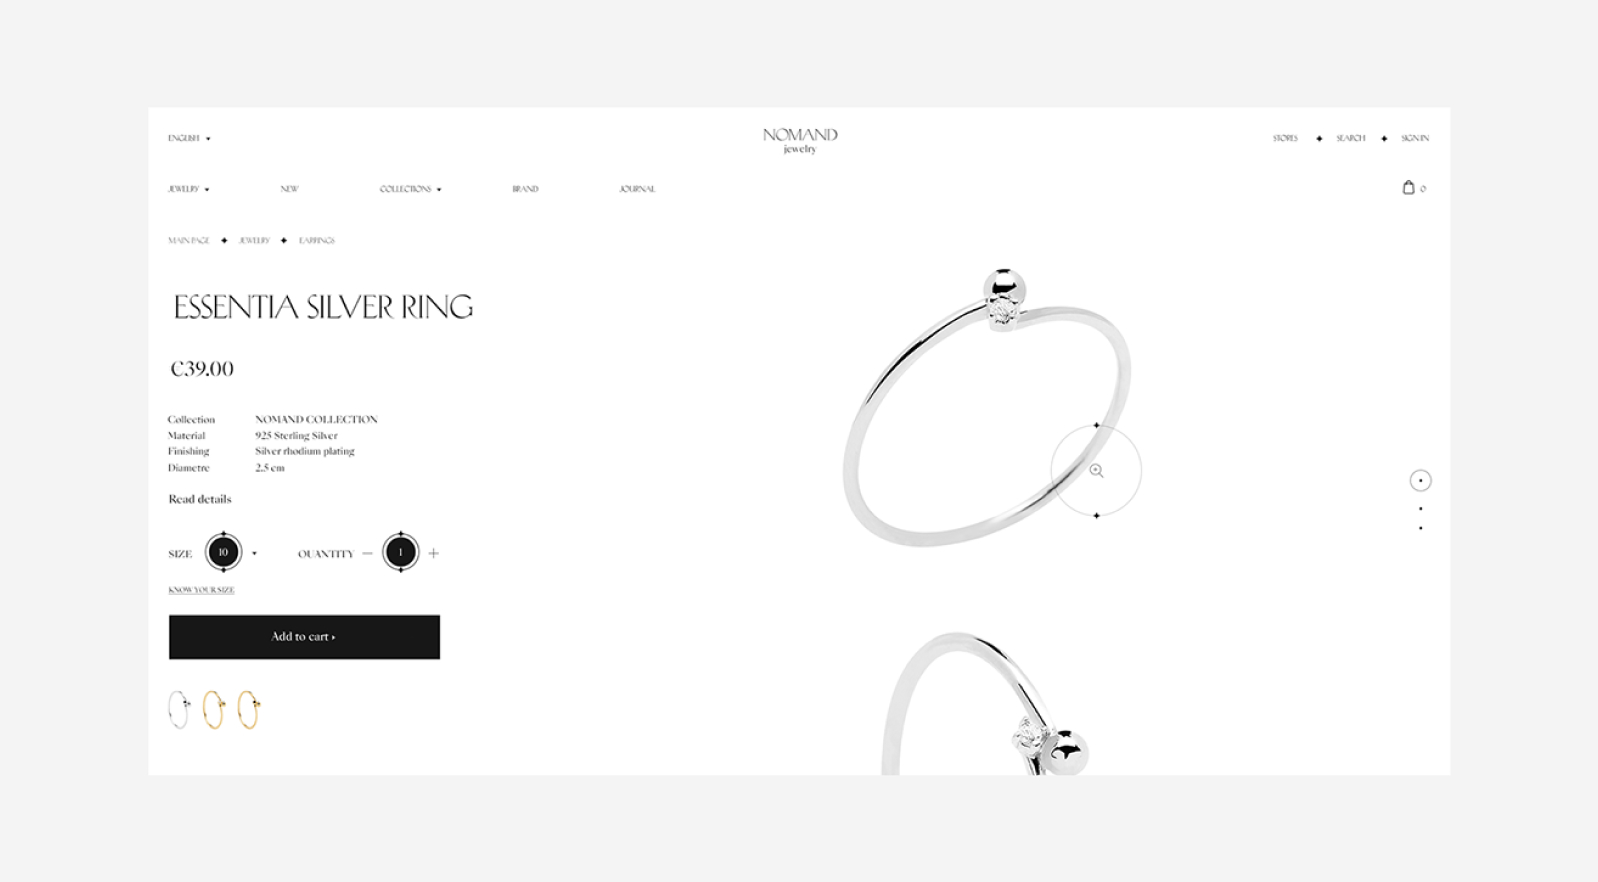 ENGLISH
NOMAND
jewelry
STORES SEARCH SIGN IN
JEWELRY NEW COLLECTIONS BRAND JOURNAL
0
MAIN PAGE JEWELRY EARRINGS
ESSENTIA SILVER RING
€39.00
Collection NOMAND COLLECTION
Material 925 Sterling Silver
Finishing Silver rhodium plating
Diametre 2.5 cm
Read details
SIZE 10 QUANTITY — 1 +
KNOW YOUR SIZE
Add to cart